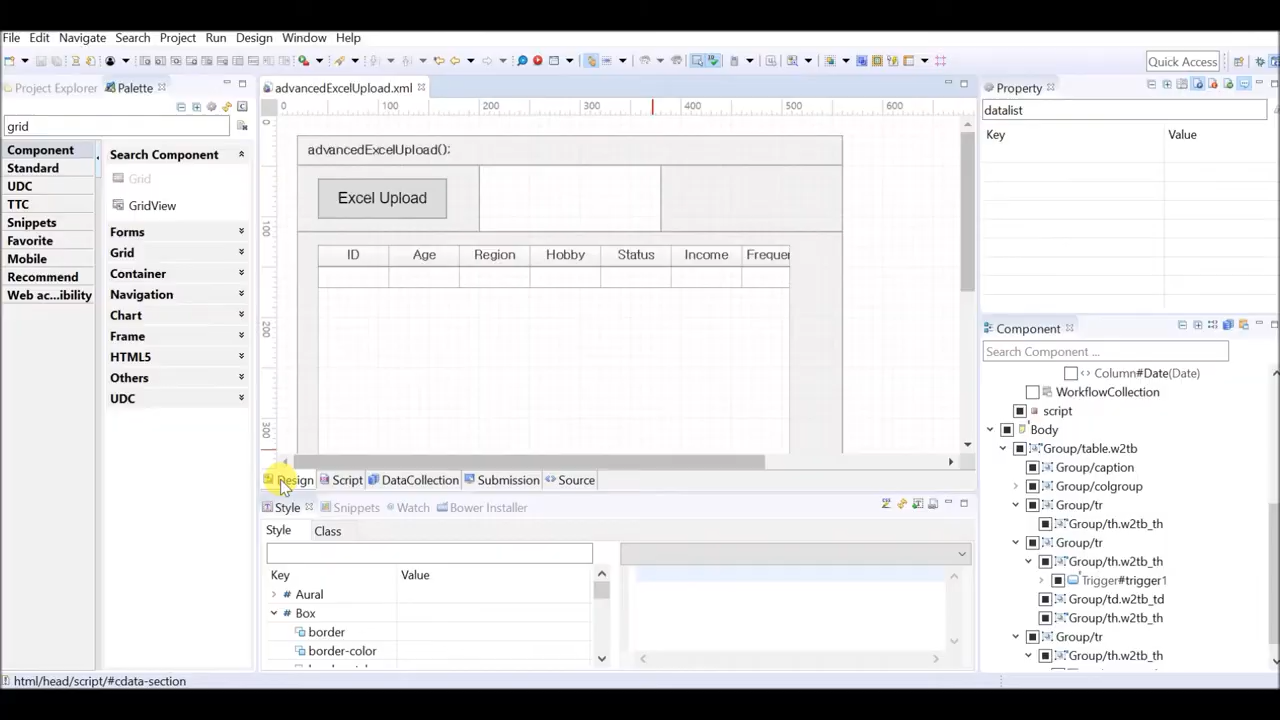 File Edit Navigate Search Project Run Design Window Help
Quick Access
Project Explorer Palette
grid
Component
Standard
UDC
TTC
Snippets
Favorite
Mobile
Recommend
Web ac...ibility
Search Component
Grid
GridView
Forms
Grid
Container
Navigation
Chart
Frame
HTML5
Others
UDC
advancedExcelUpload.xml
0 100 200 300 400 500 600
0
100
200
300
advancedExcelUpload();
Excel Upload
ID Age Region Hobby Status Income Frequer
Design Script DataCollection Submission Source
Style Snippets Watch Bower Installer
Style Class
Key Value
# Aural
# Box
border
border-color
Property
datalist
Key Value
Component
Search Component ...
<> Column#Date(Date)
WorkflowCollection
script
Body
Group/table.w2tb
Group/caption
Group/colgroup
Group/tr
Group/th.w2tb_th
Group/tr
Group/th.w2tb_th
Trigger#trigger1
Group/td.w2tb_td
Group/th.w2tb_th
Group/tr
Group/th.w2tb_th
html/head/script/#cdata-section